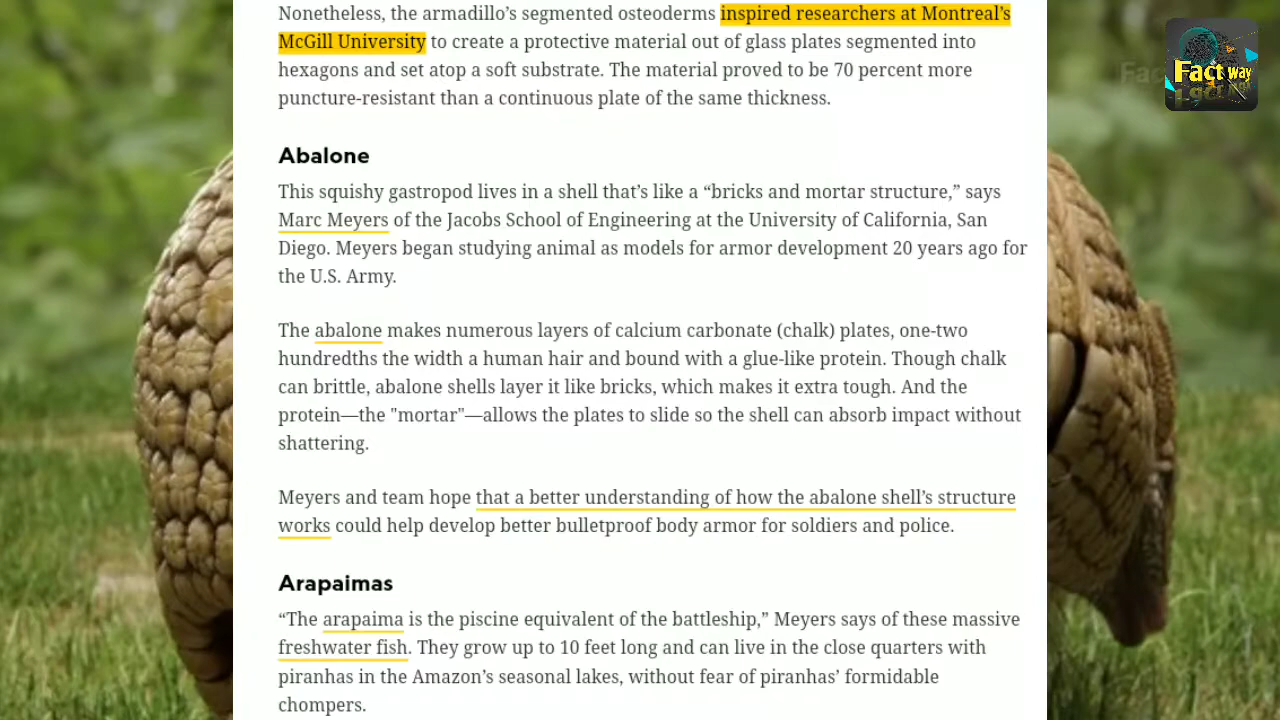 Nonetheless, the armadillo’s segmented osteoderms inspired researchers at Montreal’s
McGill University to create a protective material out of glass plates segmented into
hexagons and set atop a soft substrate. The material proved to be 70 percent more
puncture-resistant than a continuous plate of the same thickness.
Fact way
Abalone
This squishy gastropod lives in a shell that’s like a “bricks and mortar structure,” says
Marc Meyers of the Jacobs School of Engineering at the University of California, San
Diego. Meyers began studying animal as models for armor development 20 years ago for
the U.S. Army.
The abalone makes numerous layers of calcium carbonate (chalk) plates, one-two
hundredths the width a human hair and bound with a glue-like protein. Though chalk
can brittle, abalone shells layer it like bricks, which makes it extra tough. And the
protein—the "mortar"—allows the plates to slide so the shell can absorb impact without
shattering.
Meyers and team hope that a better understanding of how the abalone shell’s structure
works could help develop better bulletproof body armor for soldiers and police.
Arapaimas
“The arapaima is the piscine equivalent of the battleship,” Meyers says of these massive
freshwater fish. They grow up to 10 feet long and can live in the close quarters with
piranhas in the Amazon’s seasonal lakes, without fear of piranhas’ formidable
chompers.